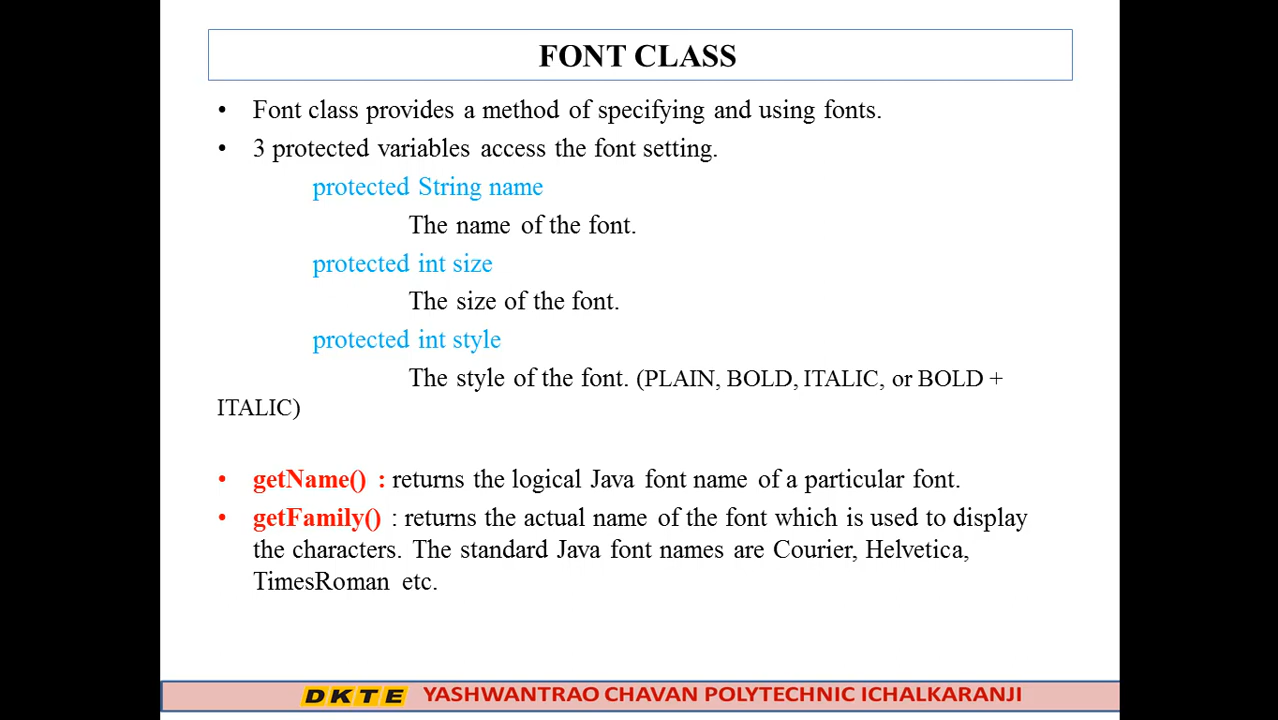 FONT CLASS
• Font class provides a method of specifying and using fonts.
• 3 protected variables access the font setting.
protected String name
The name of the font.
protected int size
The size of the font.
protected int style
The style of the font. (PLAIN, BOLD, ITALIC, or BOLD +
ITALIC)
• getName() : returns the logical Java font name of a particular font.
• getFamily() : returns the actual name of the font which is used to display
the characters. The standard Java font names are Courier, Helvetica,
TimesRoman etc.
DKTE YASHWANTRAO CHAVAN POLYTECHNIC ICHALKARANJI